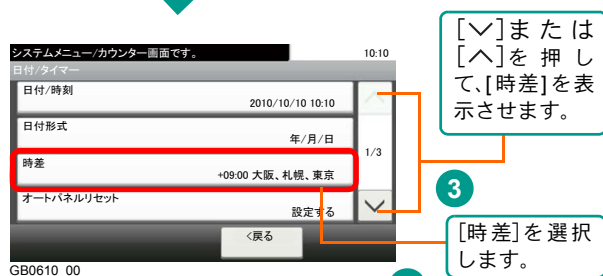 システムメニュー/カウンター画面です。
10:10
日付/タイマー
日付/時刻
2010/10/10 10:10
日付形式
年/月/日
時差
+09:00 大阪、札幌、東京
オートパネルリセット
設定する
1/3
<戻る
GB0610_00
[∨]または
[∧]を押し
て、[時差]を表
示させます。
3
[時差]を選択
します。